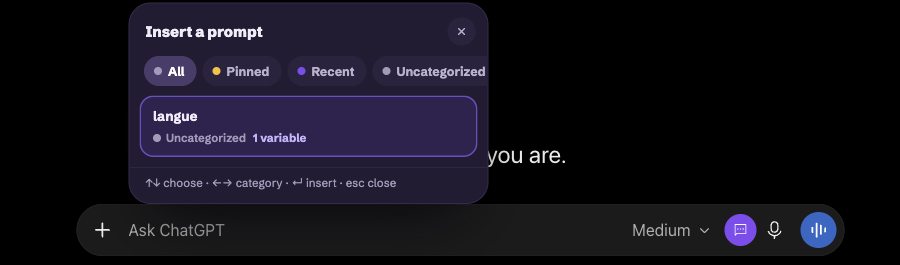 Insert a prompt
All Pinned Recent Uncategorized
langue
Uncategorized 1 variable
you are.
↑↓ choose · ←→ category · ↵ insert · esc close
Ask ChatGPT Medium